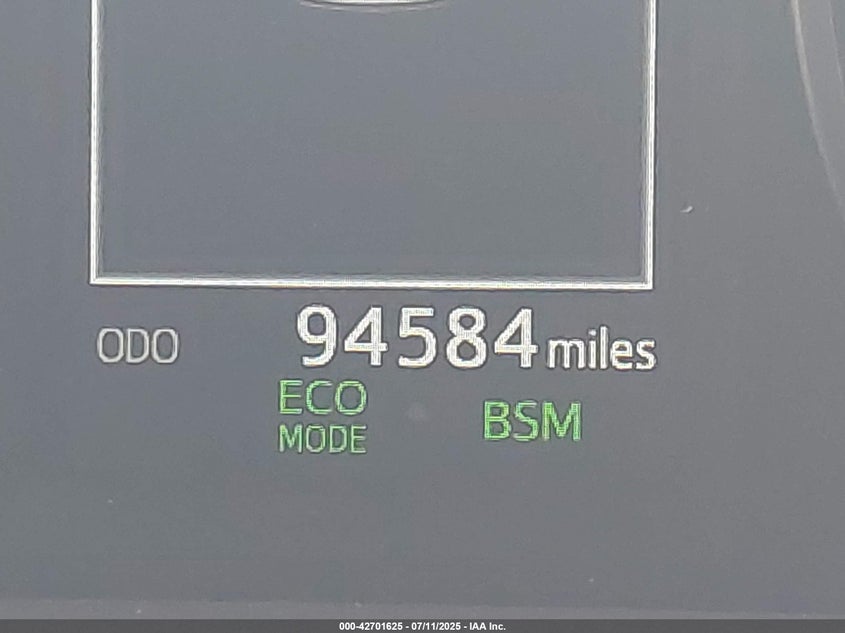 ODO 94584 miles
ECO
MODE
BSM
000-42701625 - 07/11/2025 - IAA Inc.